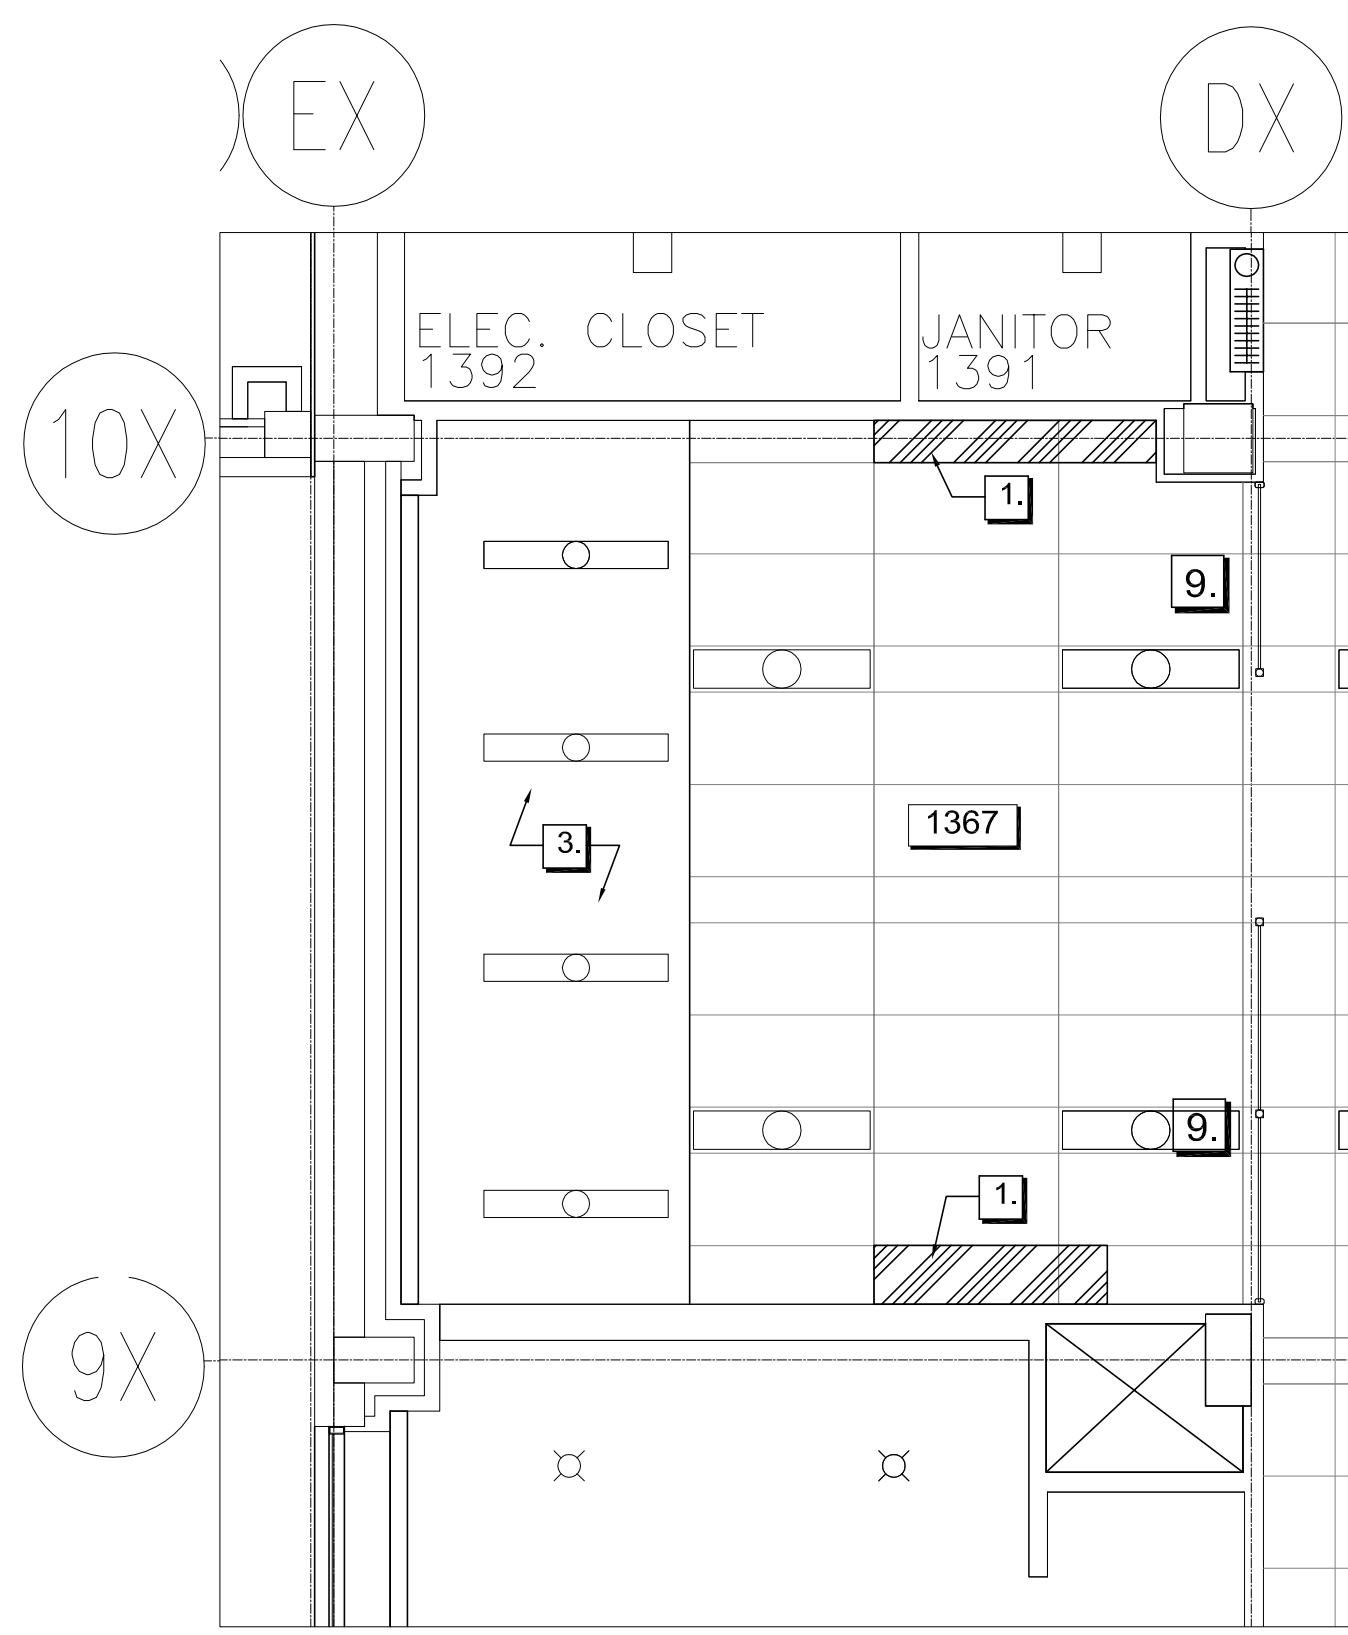 EX
DX
ELEC. CLOSET
1392
JANITOR
1391
10X
1.
9.
1367
3.
9.
1.
9X